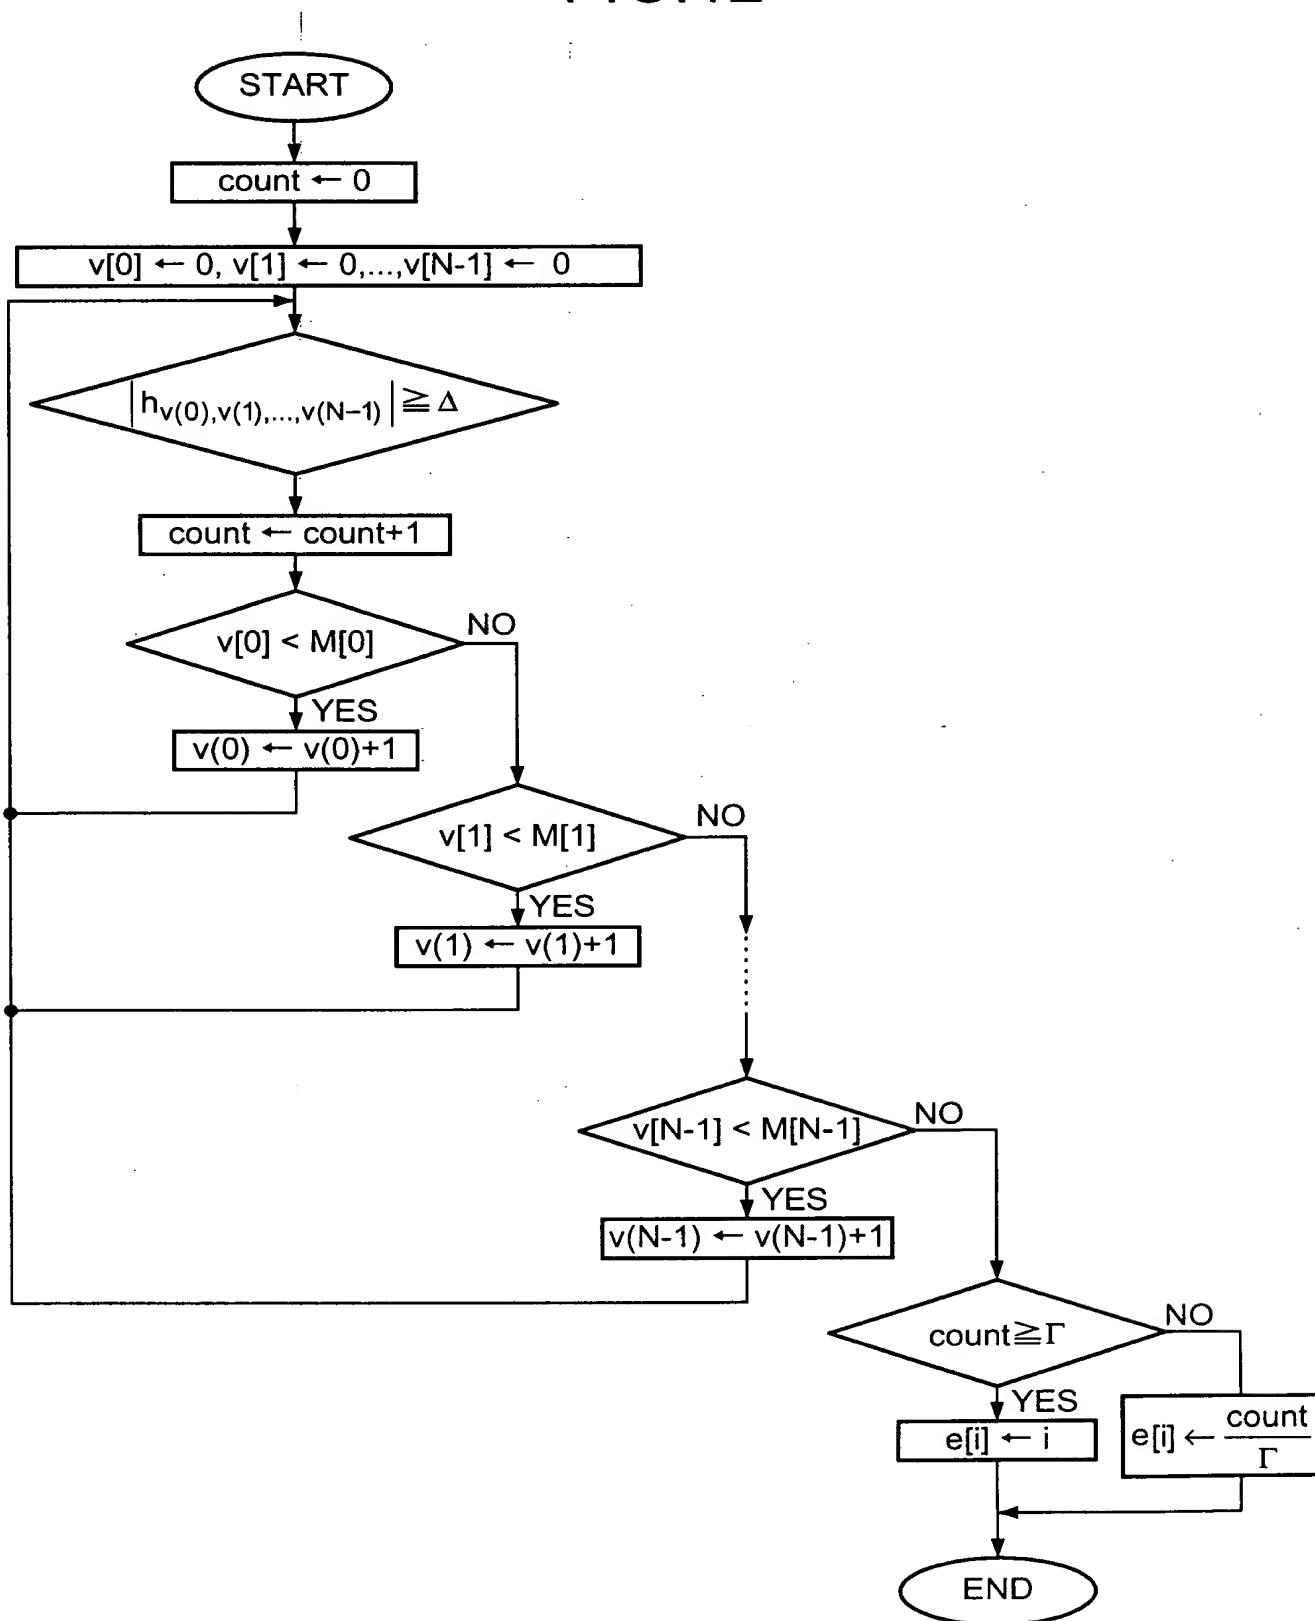 START
count ← 0
v[0] ← 0, v[1] ← 0,...,v[N-1] ← 0
|h_v(0),v(1),...,v(N−1)| ≧ Δ
count ← count+1
v[0] < M[0]
NO
YES
v(0) ← v(0)+1
v[1] < M[1]
NO
YES
v(1) ← v(1)+1
v[N-1] < M[N-1]
NO
YES
v(N-1) ← v(N-1)+1
count≧Γ
NO
YES
e[i] ← i
e[i] ← count
Γ
END